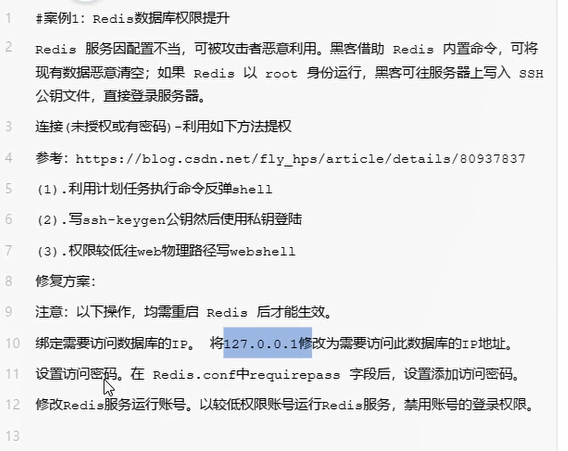 1 #案例1：Redis数据库权限提升
2 Redis 服务因配置不当，可被攻击者恶意利用。黑客借助 Redis 内置命令，可将
现有数据恶意清空；如果 Redis 以 root 身份运行，黑客可往服务器上写入 SSH
公钥文件，直接登录服务器。
3 连接(未授权或有密码)-利用如下方法提权
4 参考：https://blog.csdn.net/fly_hps/article/details/80937837
5 (1).利用计划任务执行命令反弹shell
6 (2).写ssh-keygen公钥然后使用私钥登陆
7 (3).权限较低往web物理路径写webshell
8 修复方案：
9 注意：以下操作，均需重启 Redis 后才能生效。
10 绑定需要访问数据库的IP。 将127.0.0.1修改为需要访问此数据库的IP地址。
11 设置访问密码。在 Redis.conf中requirepass 字段后，设置添加访问密码。
12 修改Redis服务运行账号。以较低权限账号运行Redis服务，禁用账号的登录权限。
13